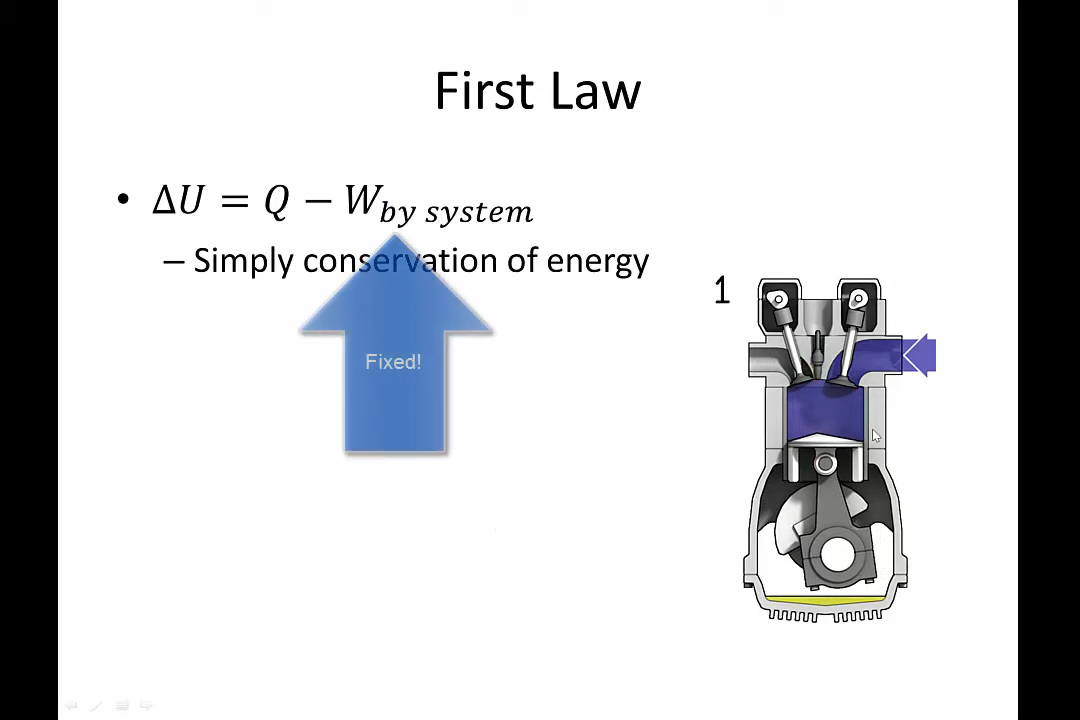 First Law
• ΔU = Q − W_by system
– Simply conservation of energy
1
Fixed!